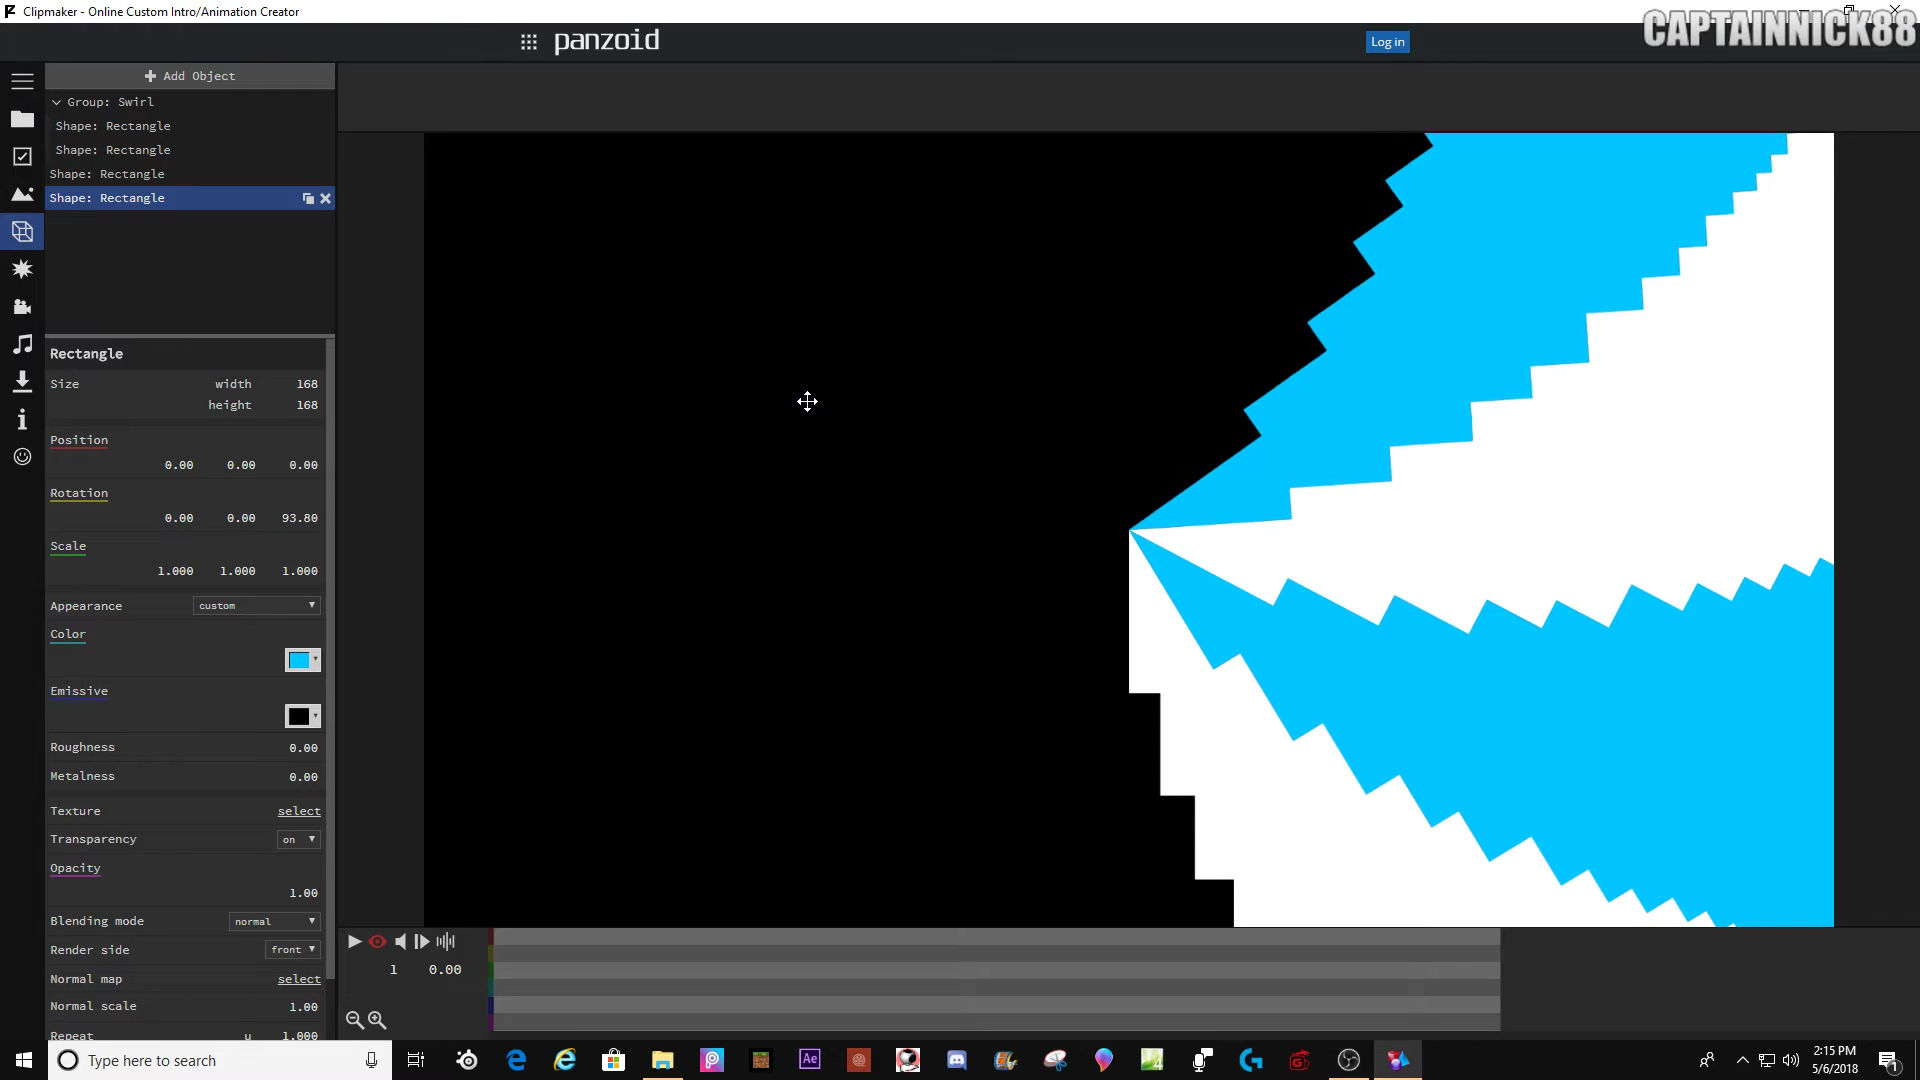 Clipmaker - Online Custom Intro/Animation Creator
panzoid
Log in
CAPTAINNICK88
Add Object
Group: Swirl
Shape: Rectangle
Shape: Rectangle
Shape: Rectangle
Shape: Rectangle
Rectangle
Size width 168
height 168
Position
0.00 0.00 0.00
Rotation
0.00 0.00 93.80
Scale
1.000 1.000 1.000
Appearance custom
Color
Emissive
Roughness 0.00
Metalness 0.00
Texture select
Transparency on
Opacity
1.00
Blending mode normal
Render side front
Normal map select
Normal scale 1.00
Repeat u 1.000
1 0.00
Type here to search
Ae
2:15 PM
5/6/2018
1